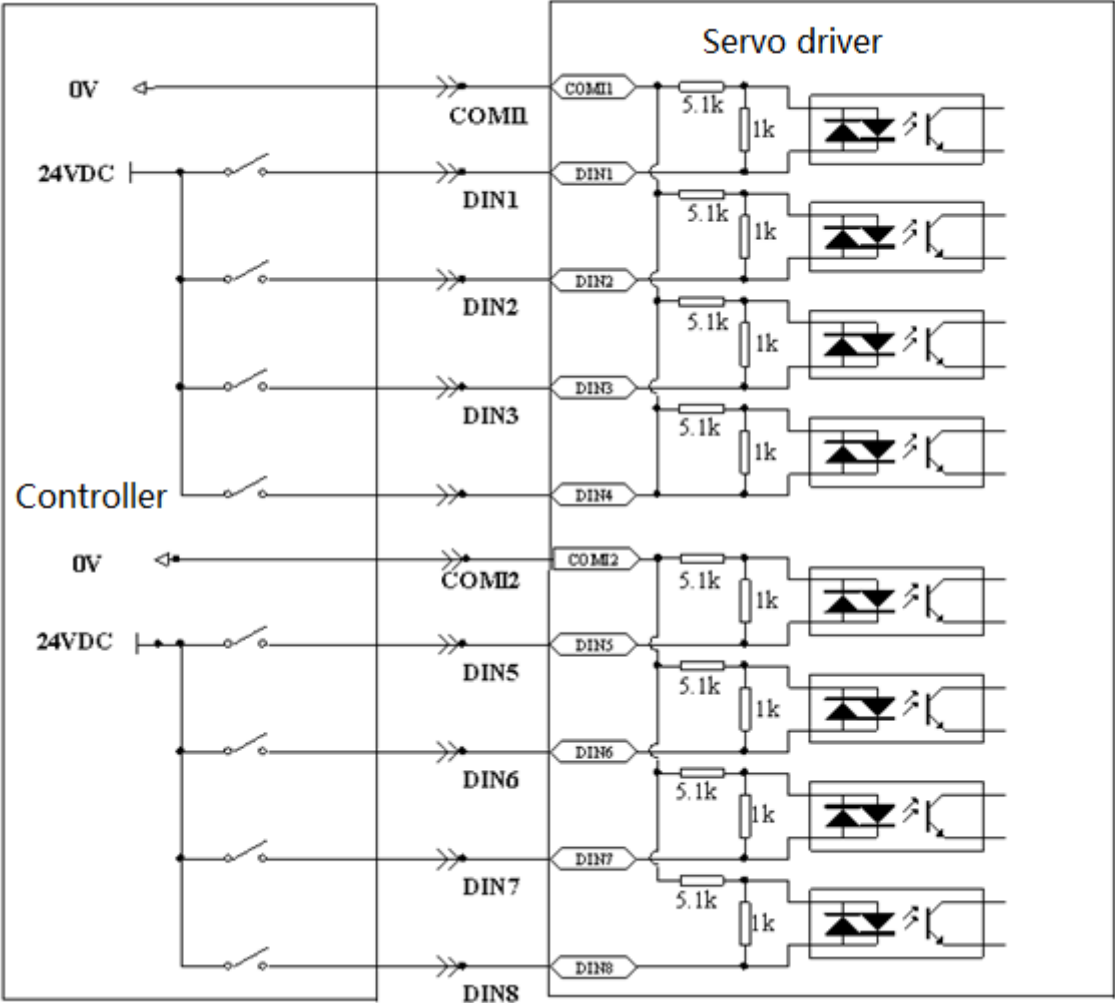 Servo driver
0V
COMI1
COMI1
5.1k
1k
24VDC
DIN1
DIN1
5.1k
1k
DIN2
DIN2
5.1k
1k
DIN3
DIN3
5.1k
1k
Controller
DIN4
0V
COMI2
COMI2
5.1k
1k
24VDC
DIN5
DIN5
5.1k
1k
DIN6
DIN6
5.1k
1k
DIN7
DIN7
5.1k
1k
DIN8
DIN8